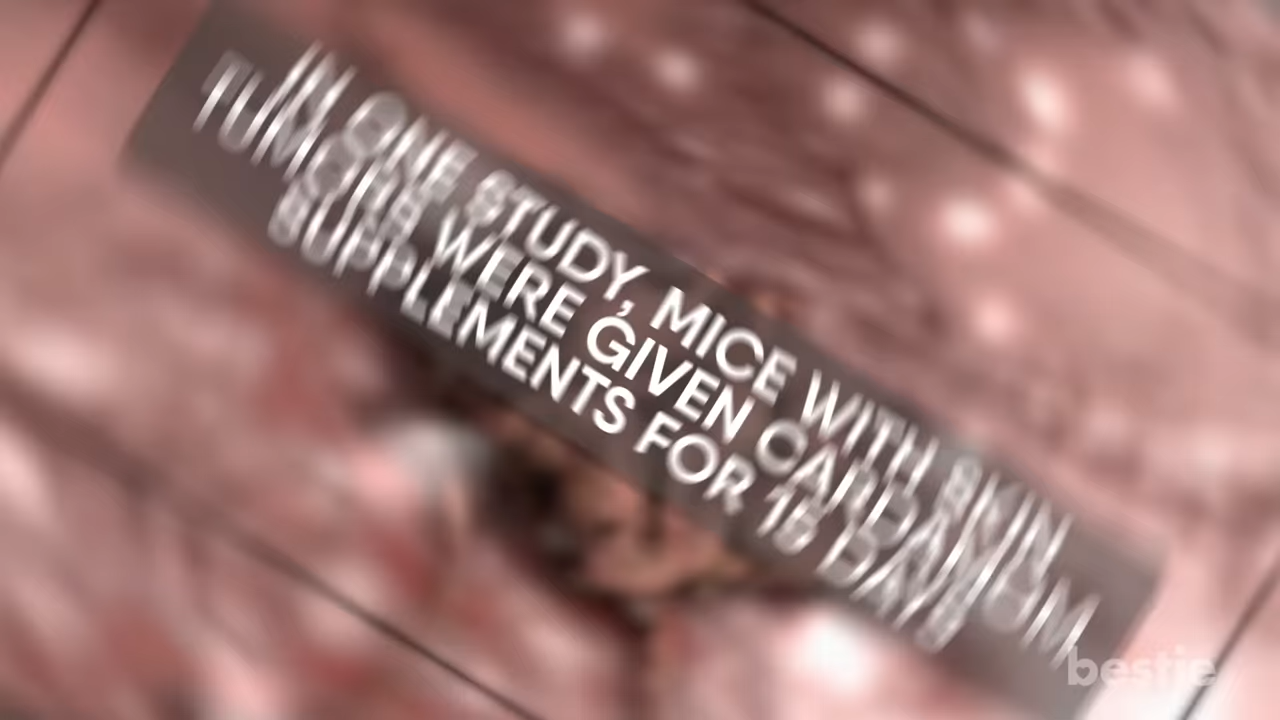 IN ONE STUDY, MICE WITH SKIN
TUMORS WERE GIVEN CARDAMOM
SUPPLEMENTS FOR 15 DAYS
bestie